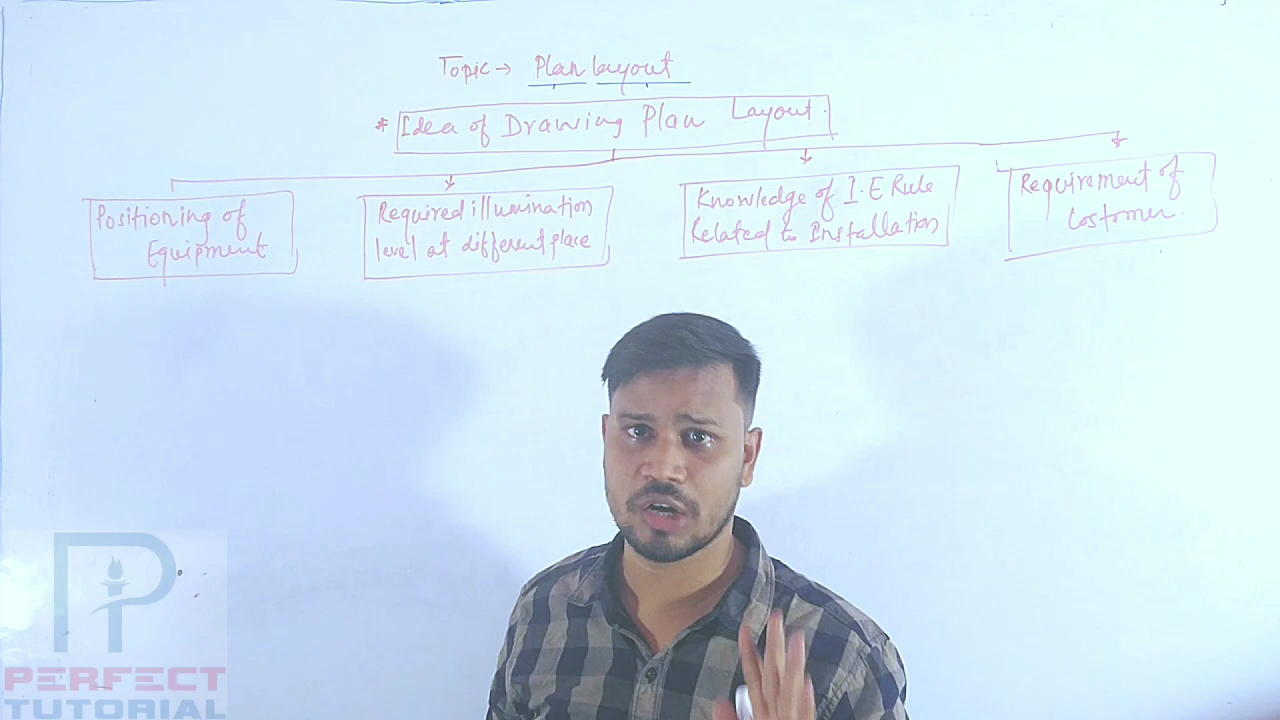 Topic → Plan layout
* Idea of Drawing Plan Layout.
Positioning of
Equipment
Required illumination
level at different place
Knowledge of I.E Rule
Related to Installation
Requirement of
Costomer.
PERFECT
TUTORIAL